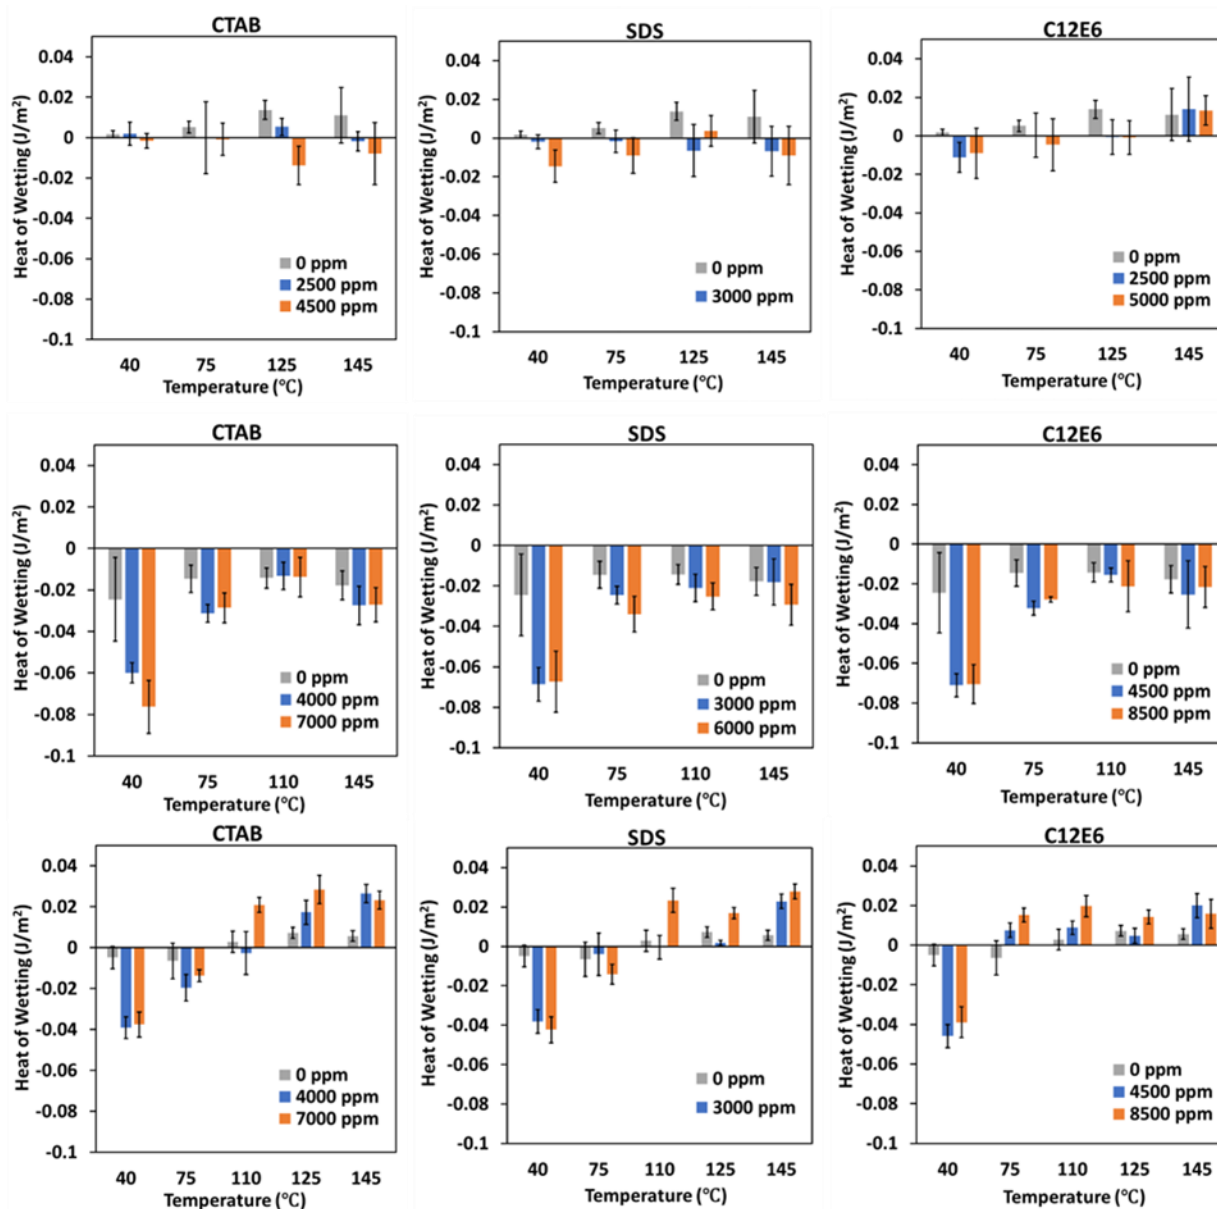 CTAB
Heat of Wetting (J/m²)
0.04
0.02
0
-0.02
-0.04
-0.06
-0.08
-0.1
0 ppm
2500 ppm
4500 ppm
40 75 125 145
Temperature (℃)
SDS
Heat of Wetting (J/m²)
0.04
0.02
0
-0.02
-0.04
-0.06
-0.08
-0.1
0 ppm
3000 ppm
40 75 125 145
Temperature (℃)
C12E6
Heat of Wetting (J/m²)
0.04
0.02
0
-0.02
-0.04
-0.06
-0.08
-0.1
0 ppm
2500 ppm
5000 ppm
40 75 125 145
Temperature (℃)
CTAB
Heat of Wetting (J/m²)
0.04
0.02
0
-0.02
-0.04
-0.06
-0.08
-0.1
0 ppm
4000 ppm
7000 ppm
40 75 110 145
Temperature (℃)
SDS
Heat of Wetting (J/m²)
0.04
0.02
0
-0.02
-0.04
-0.06
-0.08
-0.1
0 ppm
3000 ppm
6000 ppm
40 75 110 145
Temperature (℃)
C12E6
Heat of Wetting (J/m²)
0.04
0.02
0
-0.02
-0.04
-0.06
-0.08
-0.1
0 ppm
4500 ppm
8500 ppm
40 75 110 145
Temperature (℃)
CTAB
Heat of Wetting (J/m²)
0.04
0.02
0
-0.02
-0.04
-0.06
-0.08
-0.1
0 ppm
4000 ppm
7000 ppm
40 75 110 125 145
Temperature (℃)
SDS
Heat of Wetting (J/m²)
0.04
0.02
0
-0.02
-0.04
-0.06
-0.08
-0.1
0 ppm
3000 ppm
40 75 110 125 145
Temperature (℃)
C12E6
Heat of Wetting (J/m²)
0.04
0.02
0
-0.02
-0.04
-0.06
-0.08
-0.1
0 ppm
4500 ppm
8500 ppm
40 75 110 125 145
Temperature (℃)